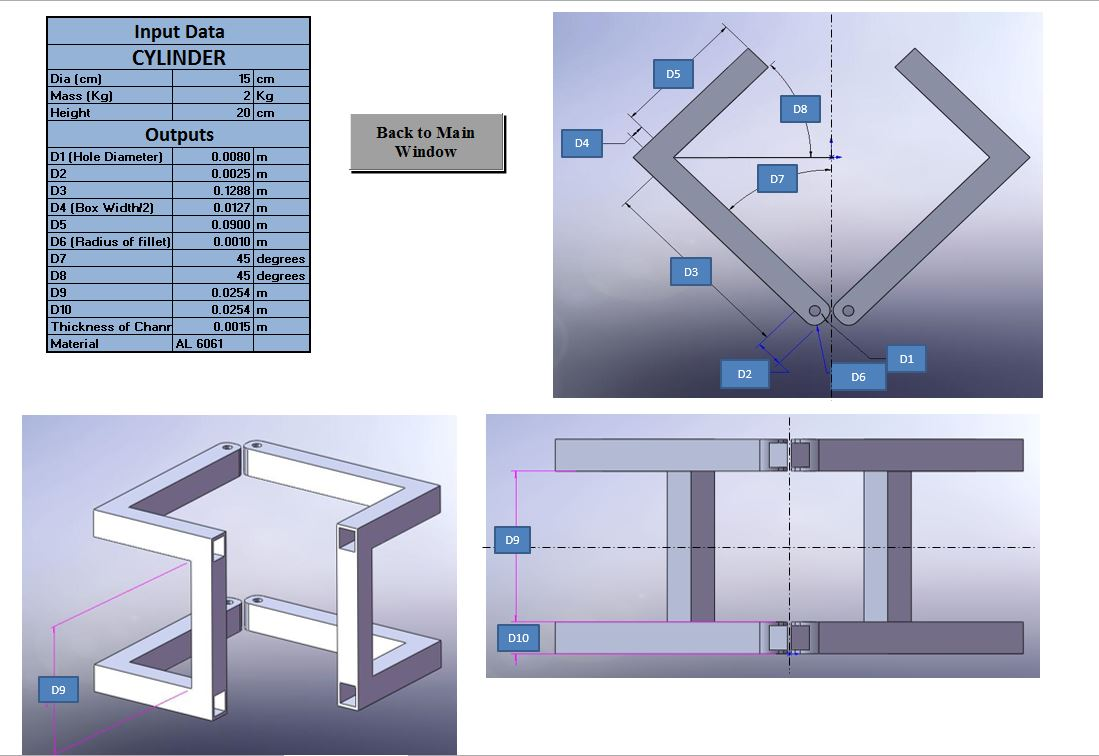 Input Data
CYLINDER
Dia (cm) 15 cm
Mass (Kg) 2 Kg
Height 20 cm
Outputs
D1 (Hole Diameter) 0.0080 m
D2 0.0025 m
D3 0.1288 m
D4 (Box Width/2) 0.0127 m
D5 0.0900 m
D6 (Radius of fillet) 0.0010 m
D7 45 degrees
D8 45 degrees
D9 0.0254 m
D10 0.0254 m
Thickness of Chanr 0.0015 m
Material AL 6061
Back to Main
Window
D5
D8
D4
D7
D3
D1
D2
D6
D9
D9
D10